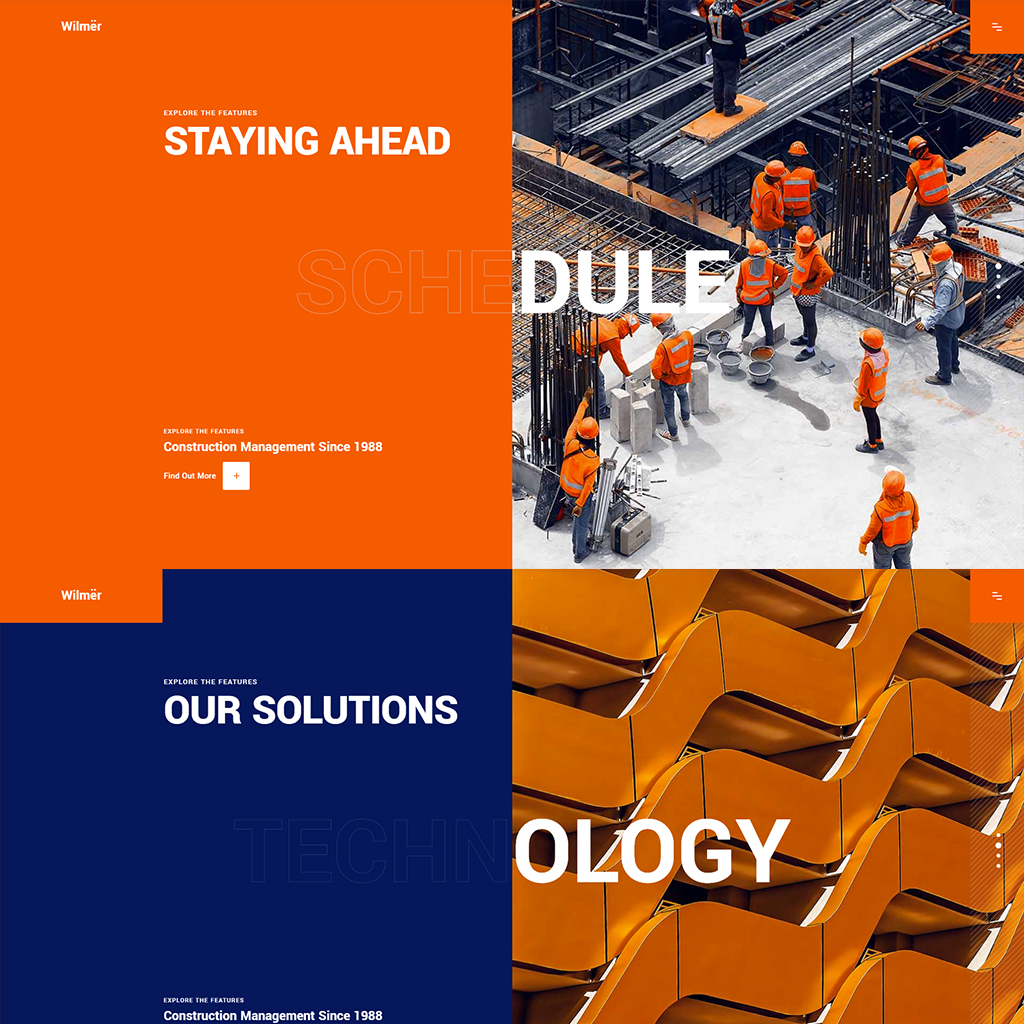 Wilmër
EXPLORE THE FEATURES
STAYING AHEAD
SCHEDULE
EXPLORE THE FEATURES
Construction Management Since 1988
Find Out More +
Wilmër
EXPLORE THE FEATURES
OUR SOLUTIONS
TECHNOLOGY
EXPLORE THE FEATURES
Construction Management Since 1988